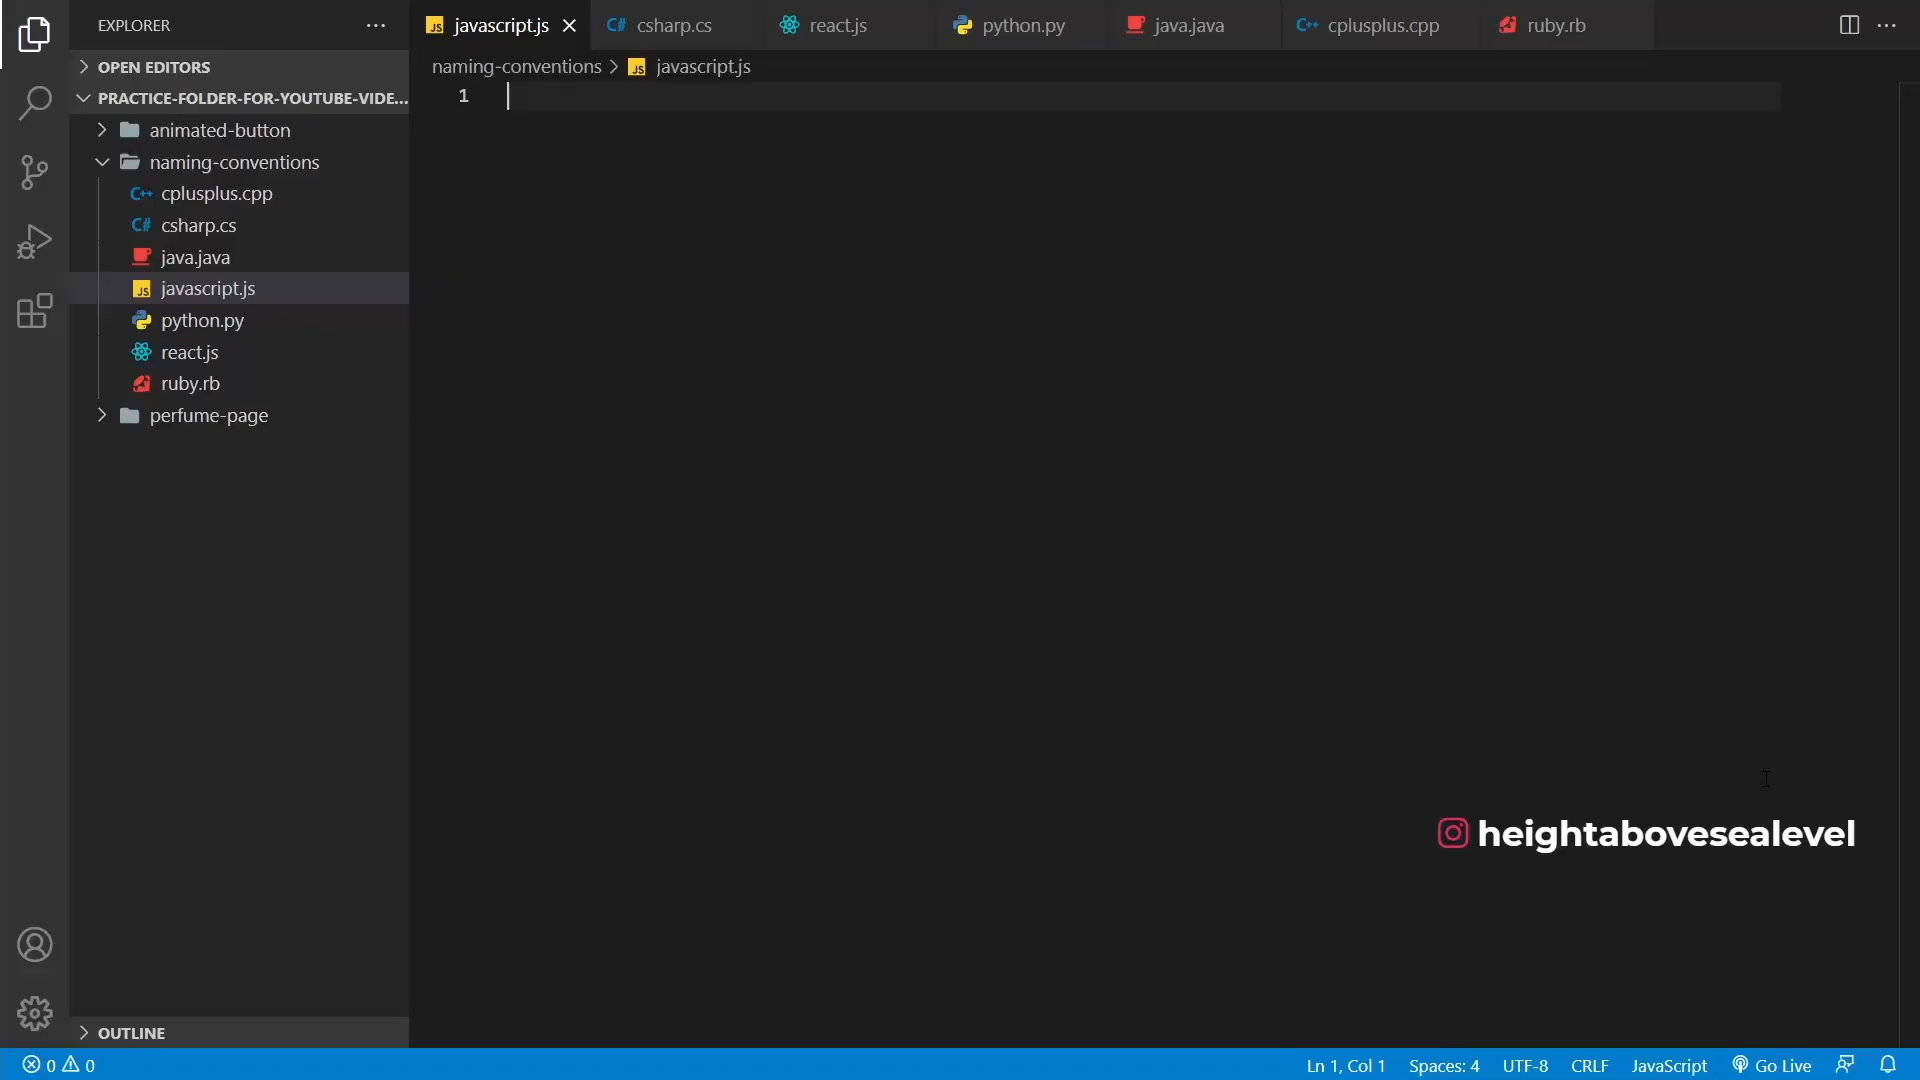 EXPLORER
OPEN EDITORS
PRACTICE-FOLDER-FOR-YOUTUBE-VIDE...
animated-button
naming-conventions
C++ cplusplus.cpp
C# csharp.cs
java.java
JS javascript.js
python.py
react.js
ruby.rb
perfume-page
OUTLINE
JS javascript.js
C# csharp.cs
react.js
python.py
java.java
C++ cplusplus.cpp
ruby.rb
naming-conventions > JS javascript.js
1
heightabovesealevel
0 0
Ln 1, Col 1
Spaces: 4
UTF-8
CRLF
JavaScript
Go Live